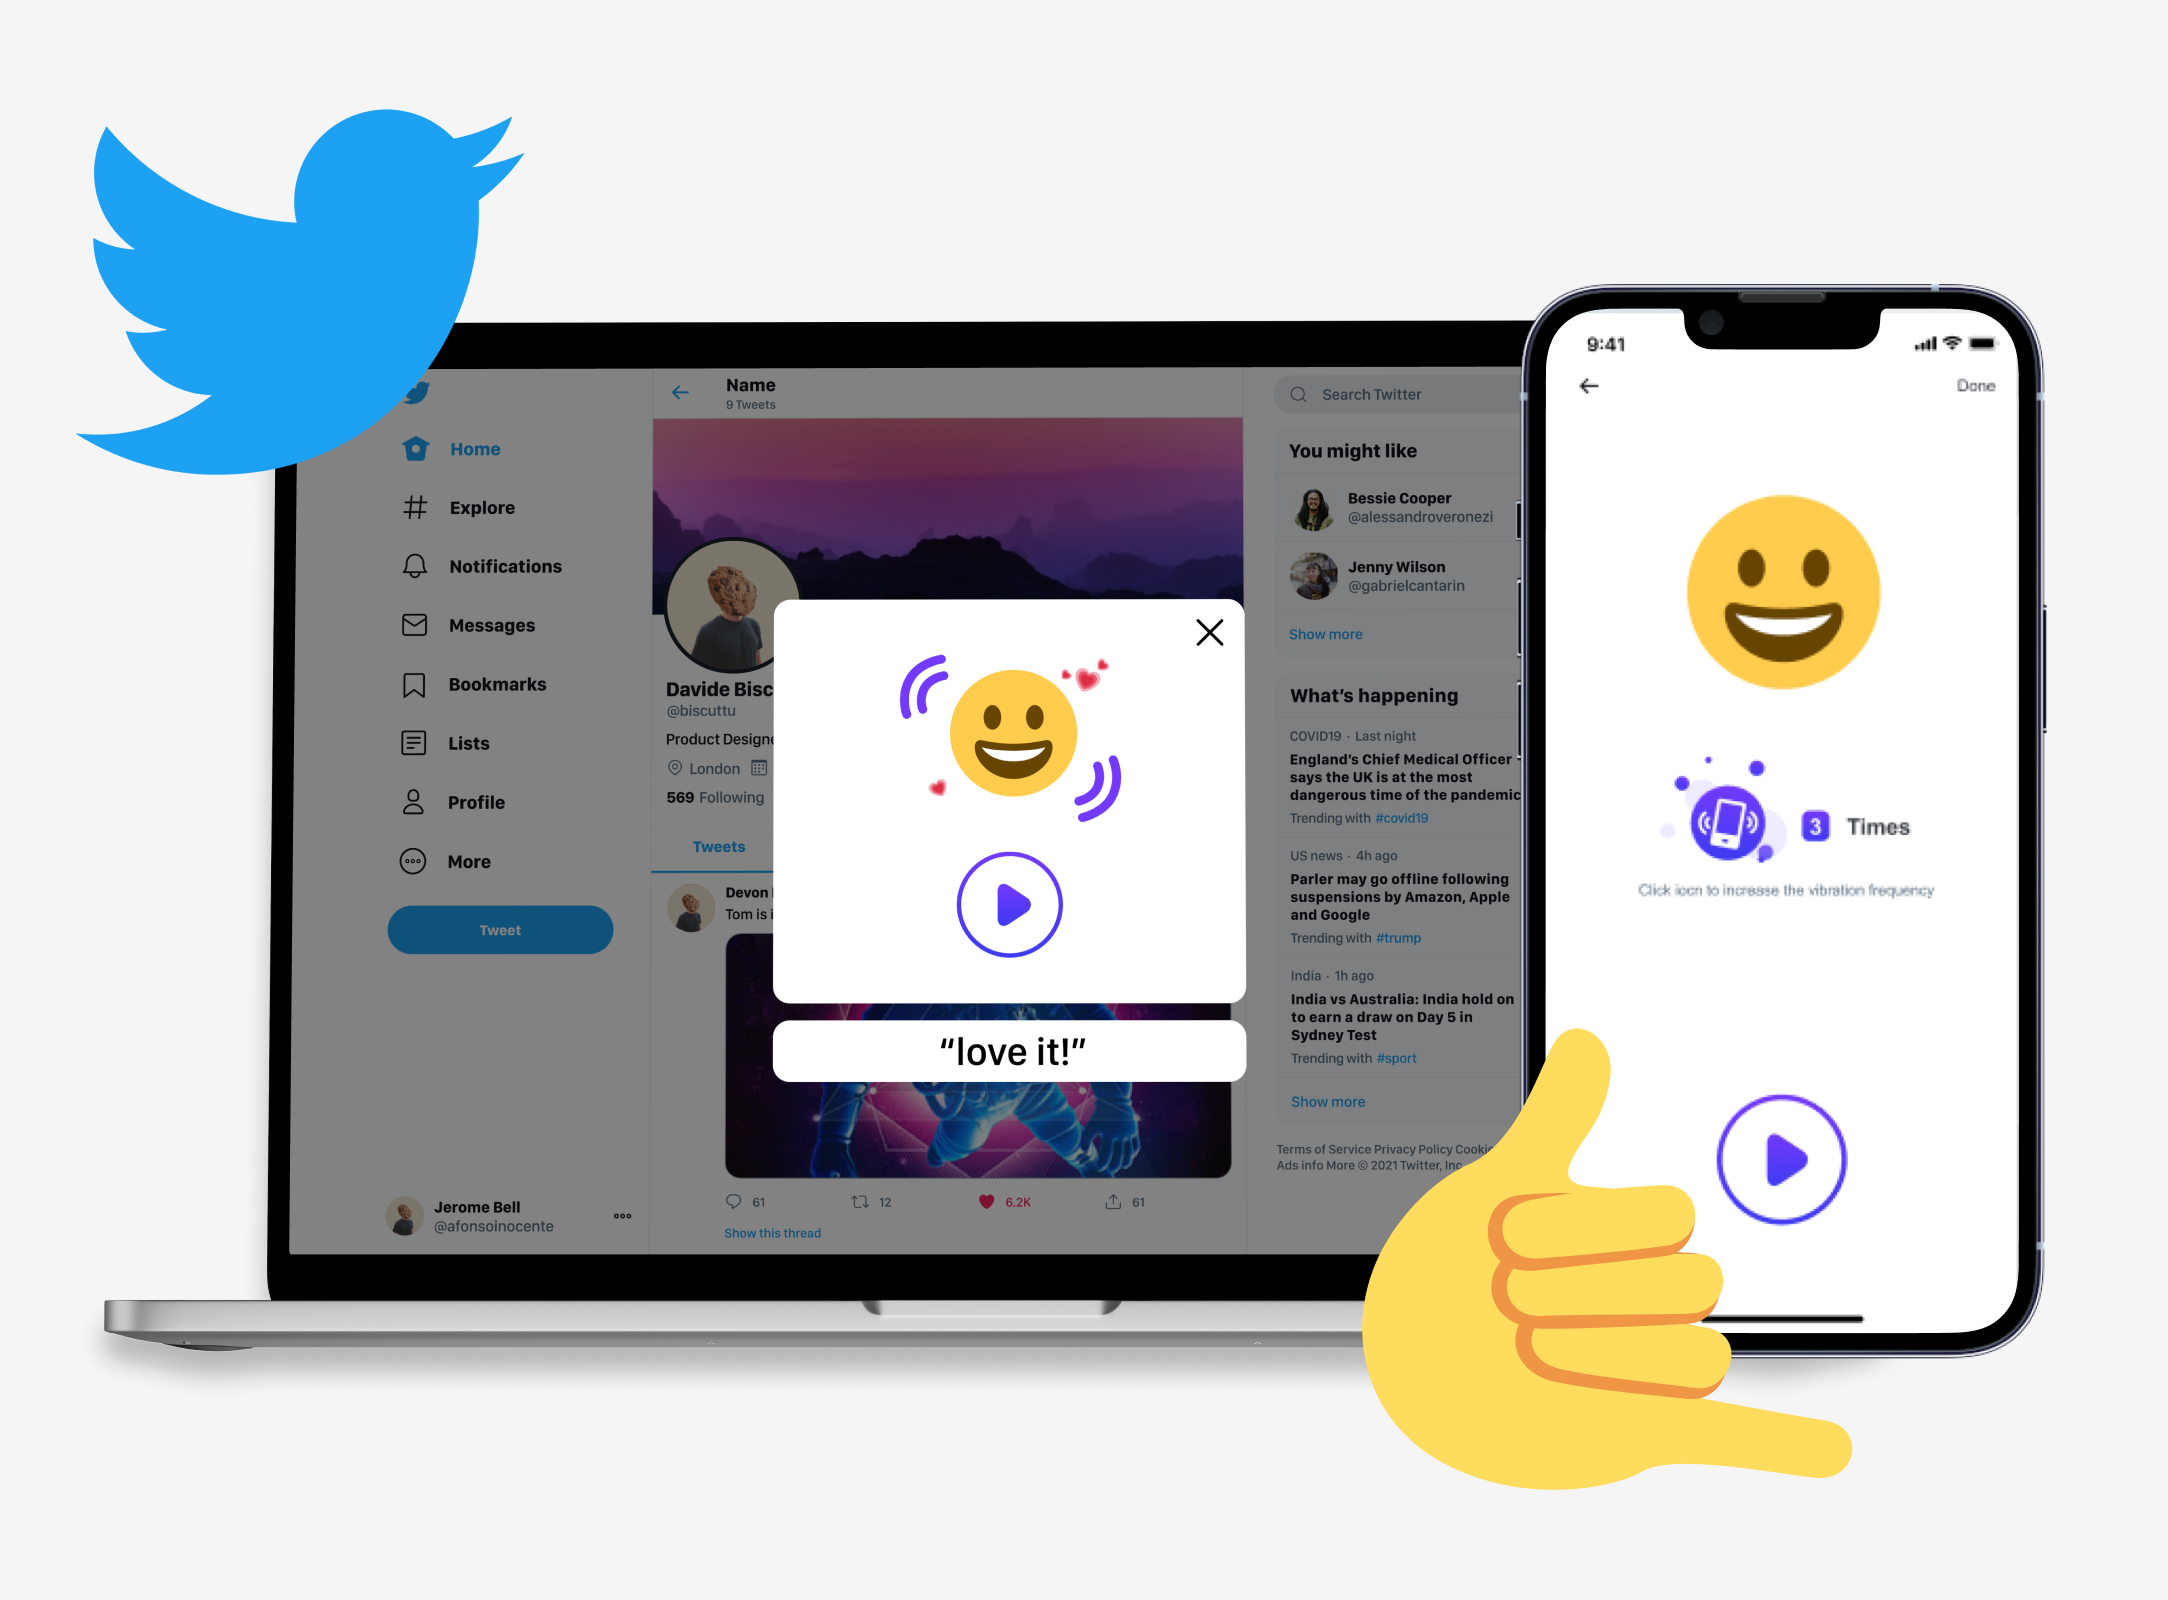 Home
Explore
Notifications
Messages
Bookmarks
Lists
Profile
More
Tweet
Jerome Bell
@afonsoinocente
Name
9 Tweets
Davide Bisc
@biscuttu
Product Designe
London
569 Following
Tweets
Devon
Tom is i
“love it!”
61
12
6.2K
61
Show this thread
Search Twitter
You might like
Bessie Cooper
@alessandroveronezi
Jenny Wilson
@gabrielcantarin
Show more
What’s happening
COVID19 · Last night
England’s Chief Medical Officer
says the UK is at the most
dangerous time of the pandemic
Trending with #covid19
US news · 4h ago
Parler may go offline following
suspensions by Amazon, Apple
and Google
Trending with #trump
India · 1h ago
India vs Australia: India hold on
to earn a draw on Day 5 in
Sydney Test
Trending with #sport
Show more
Terms of Service Privacy Policy Cookie
Ads info More © 2021 Twitter, Inc
9:41
Done
3 Times
Click icon to increase the vibration frequency